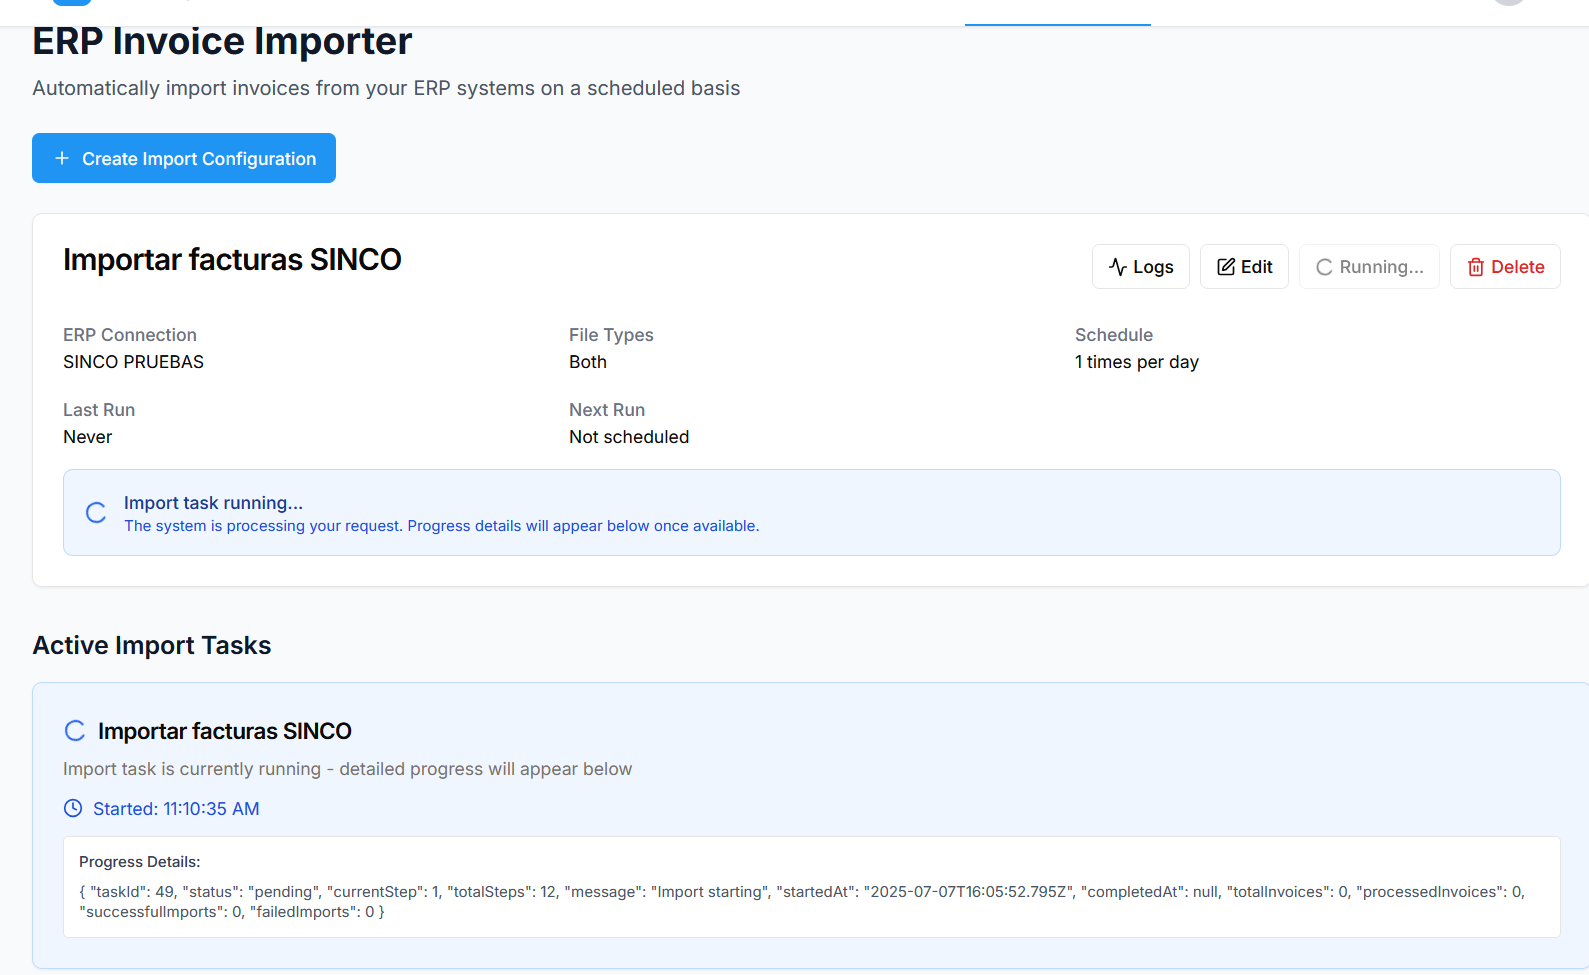 ERP Invoice Importer
Automatically import invoices from your ERP systems on a scheduled basis
Create Import Configuration
Importar facturas SINCO
Logs
Edit
Running...
Delete
ERP Connection
SINCO PRUEBAS
File Types
Both
Schedule
1 times per day
Last Run
Never
Next Run
Not scheduled
Import task running...
The system is processing your request. Progress details will appear below once available.
Active Import Tasks
Importar facturas SINCO
Import task is currently running - detailed progress will appear below
Started: 11:10:35 AM
Progress Details:
{ "taskId": 49, "status": "pending", "currentStep": 1, "totalSteps": 12, "message": "Import starting", "startedAt": "2025-07-07T16:05:52.795Z", "completedAt": null, "totalInvoices": 0, "processedInvoices": 0,
"successfulImports": 0, "failedImports": 0 }